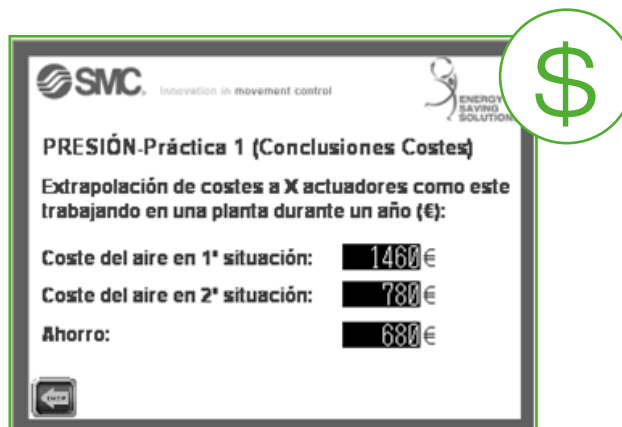 $
SMC. Innovation in movement control
ENERGY
SAVING
SOLUTION
PRESIÓN-Práctica 1 (Conclusiones Costes)
Extrapolación de costes a X actuadores como este
trabajando en una planta durante un año (€):
Coste del aire en 1ª situación: 1460 €
Coste del aire en 2ª situación: 780 €
Ahorro: 680 €